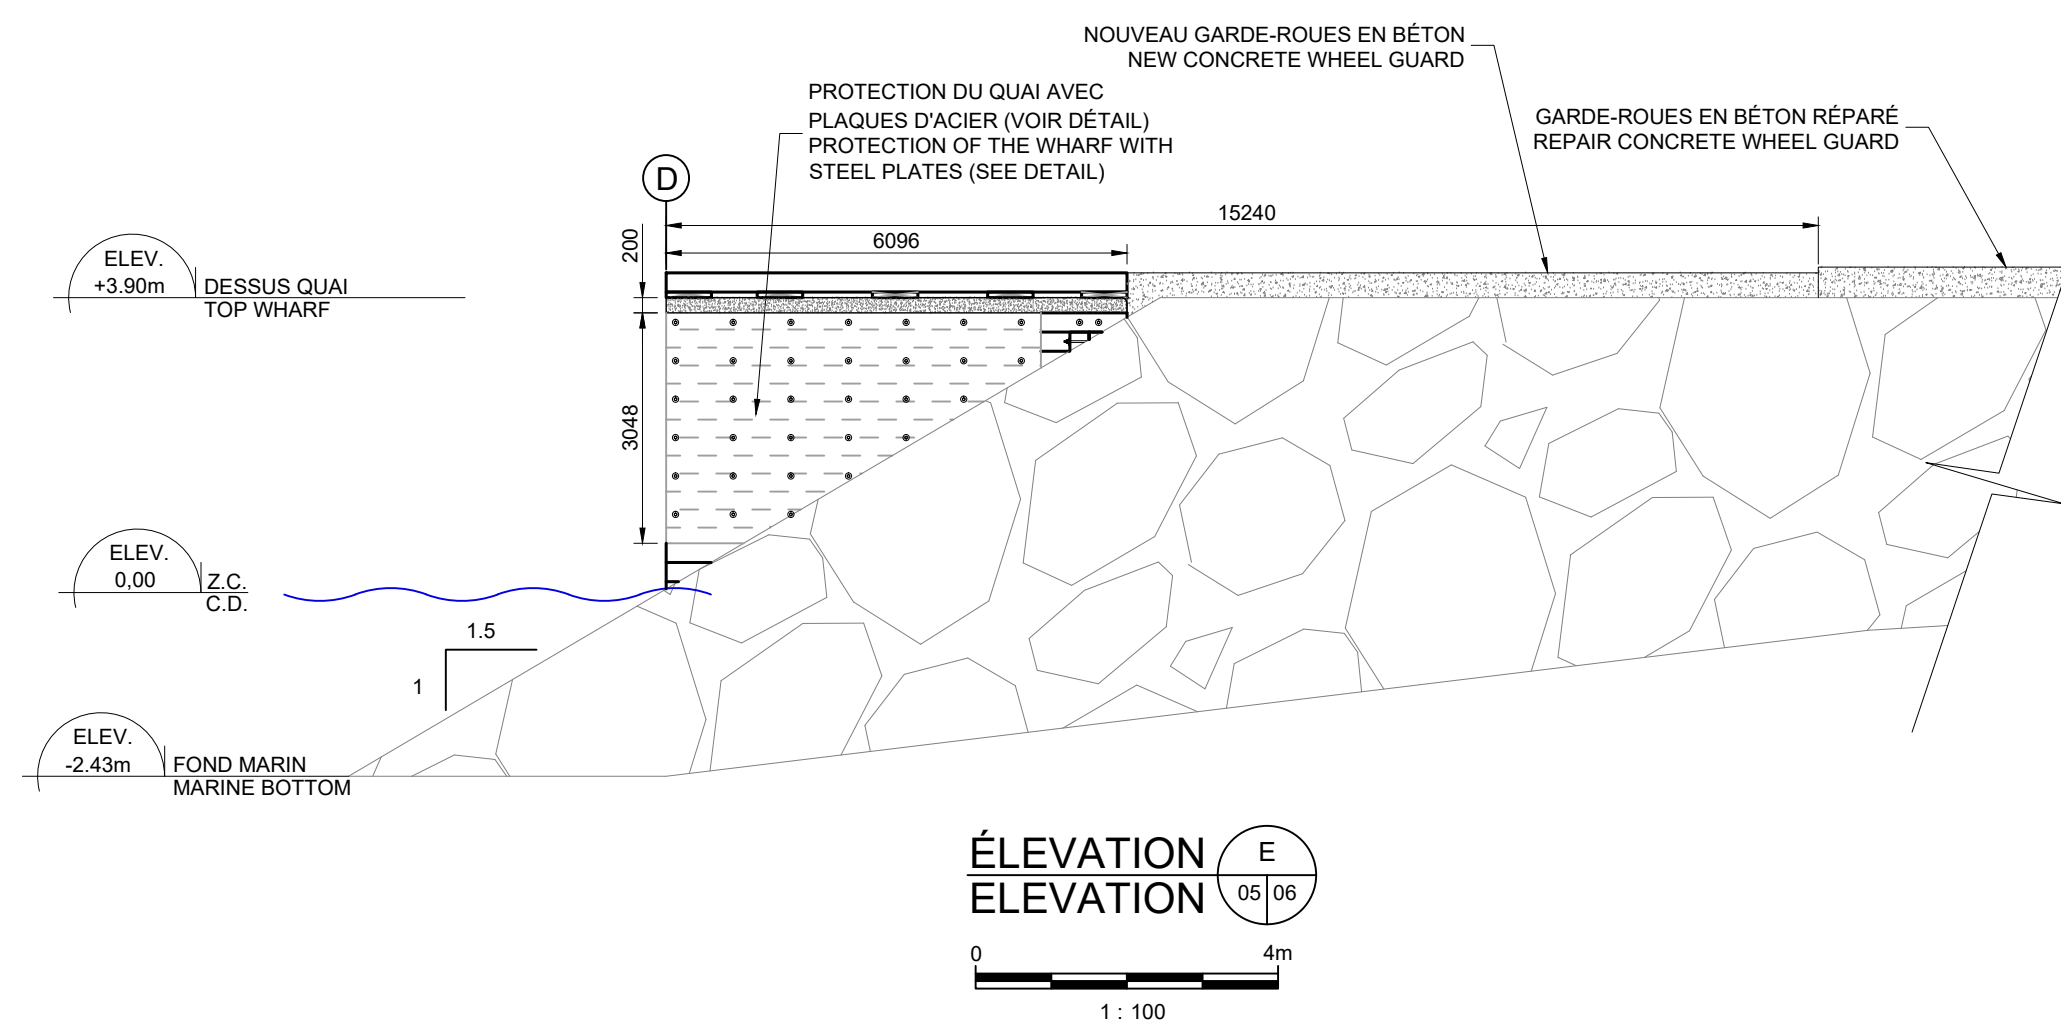 NOUVEAU GARDE-ROUES EN BÉTON
NEW CONCRETE WHEEL GUARD
PROTECTION DU QUAI AVEC
PLAQUES D'ACIER (VOIR DÉTAIL)
PROTECTION OF THE WHARF WITH
STEEL PLATES (SEE DETAIL)
GARDE-ROUES EN BÉTON RÉPARÉ
REPAIR CONCRETE WHEEL GUARD
D
15240
6096
200
3048
ELEV.
+3.90m
DESSUS QUAI
TOP WHARF
ELEV.
0,00
Z.C.
C.D.
1.5
1
ELEV.
-2.43m
FOND MARIN
MARINE BOTTOM
ÉLEVATION
ELEVATION
E
05 06
0 4m
1 : 100